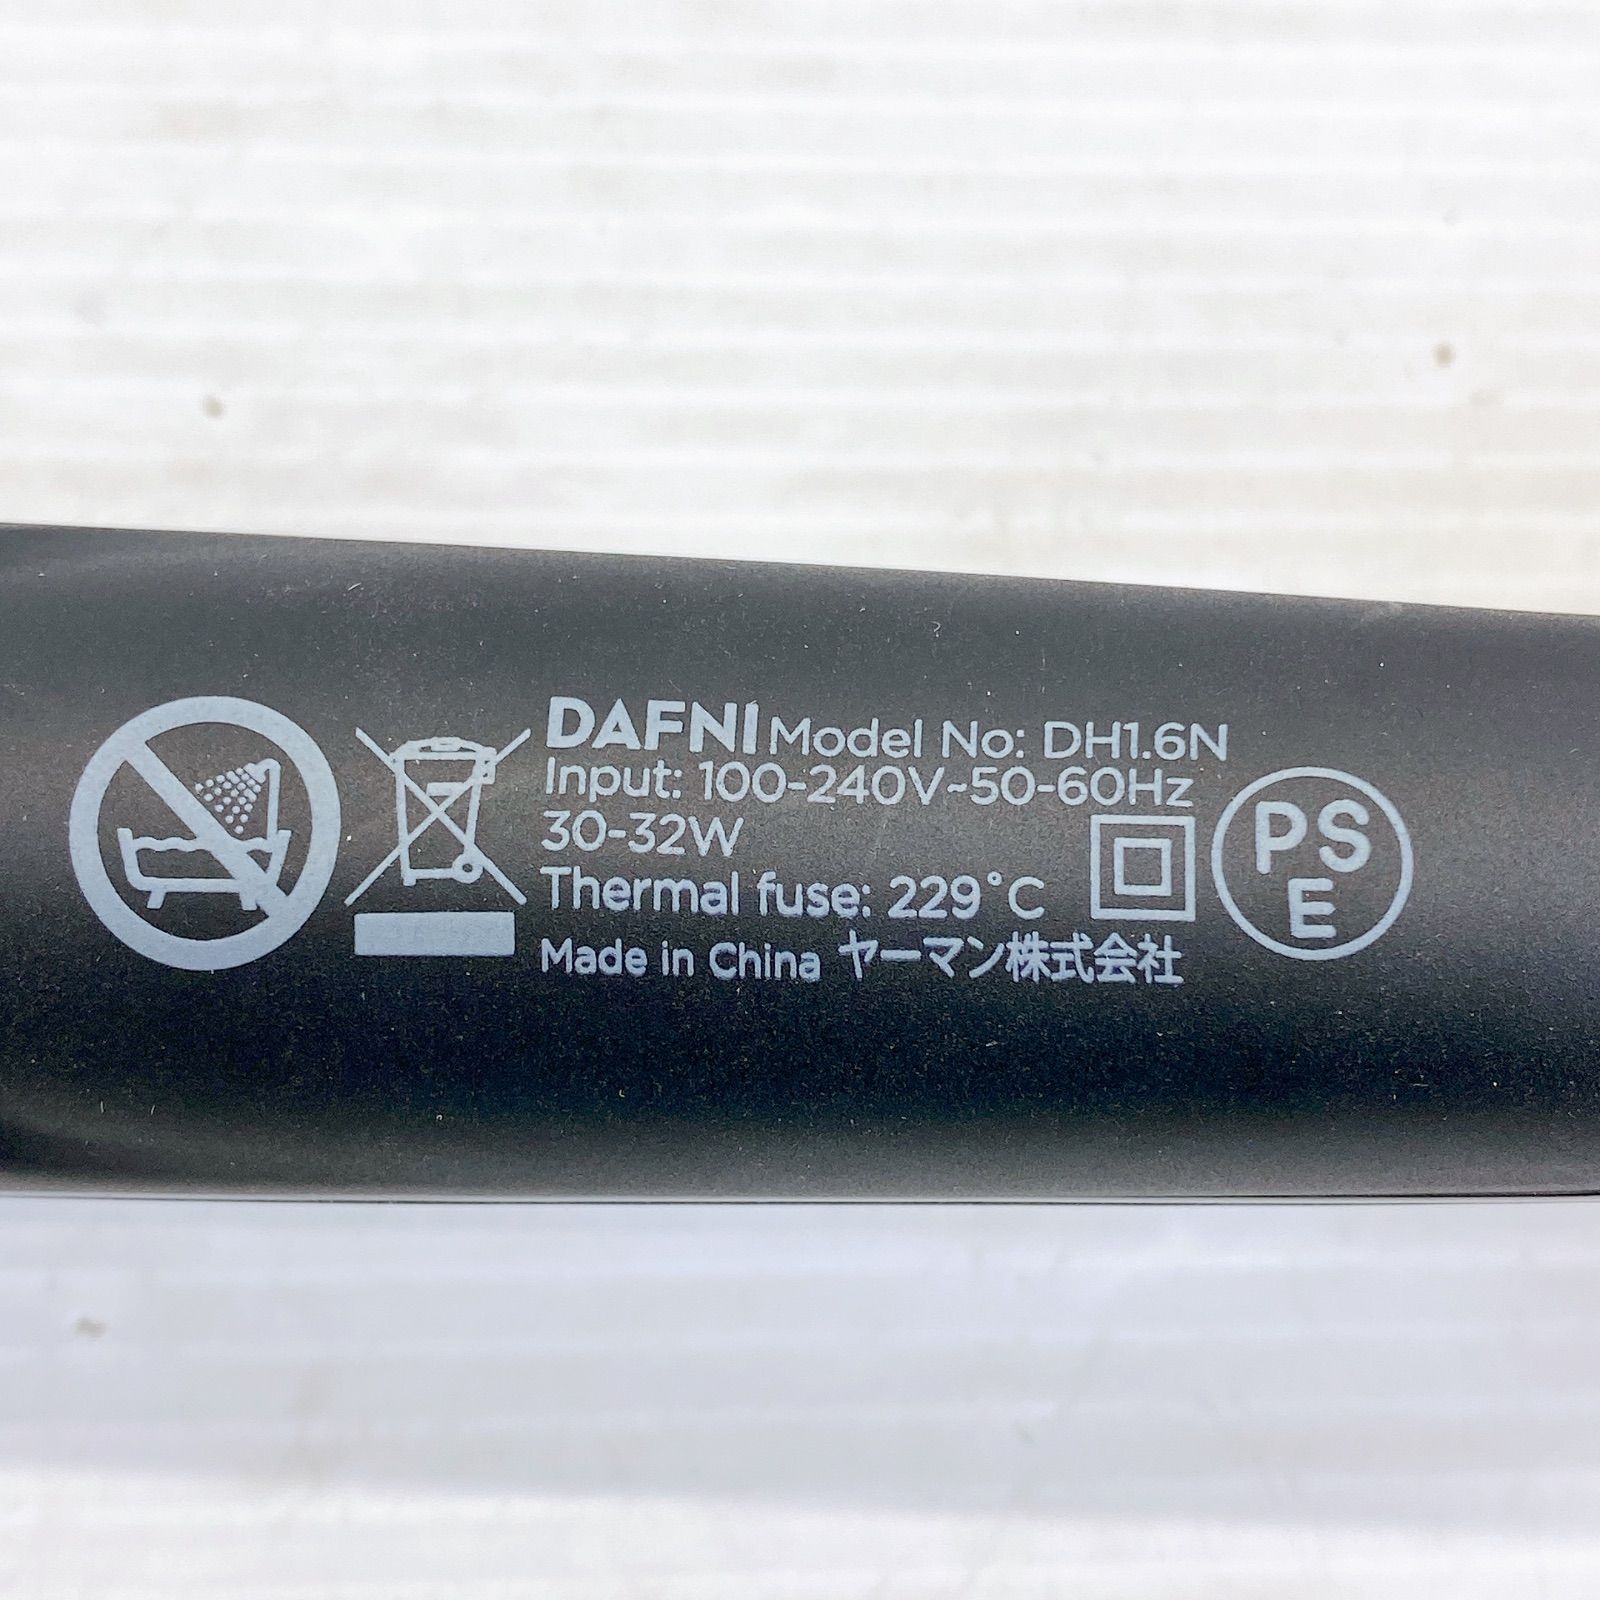 DAFNI Model No: DH1.6N
Input: 100-240V~50-60Hz
30-32W
Thermal fuse: 229°C
Made in China ヤーマン株式会社
PS
E